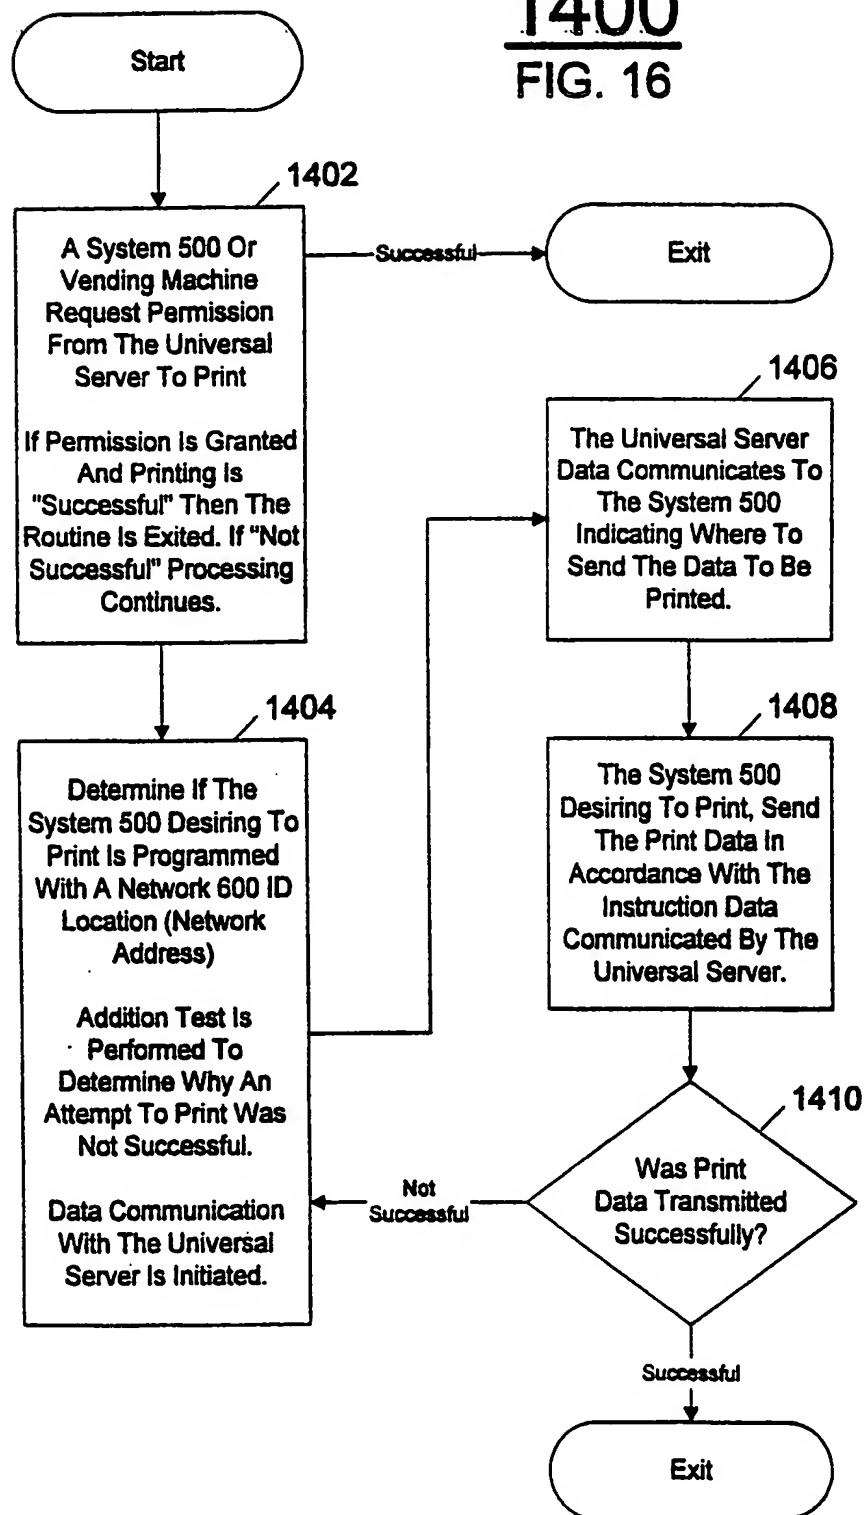 1400
FIG. 16
Start
1402
A System 500 Or
Vending Machine
Request Permission
From The Universal
Server To Print
If Permission Is Granted
And Printing Is
"Successful" Then The
Routine Is Exited. If "Not
Successful" Processing
Continues.
Successful
Exit
1404
Determine If The
System 500 Desiring To
Print Is Programmed
With A Network 600 ID
Location (Network
Address)
Addition Test Is
Performed To
Determine Why An
Attempt To Print Was
Not Successful.
Data Communication
With The Universal
Server Is Initiated.
1406
The Universal Server
Data Communicates To
The System 500
Indicating Where To
Send The Data To Be
Printed.
1408
The System 500
Desiring To Print, Send
The Print Data In
Accordance With The
Instruction Data
Communicated By The
Universal Server.
1410
Was Print
Data Transmitted
Successfully?
Not
Successful
Successful
Exit